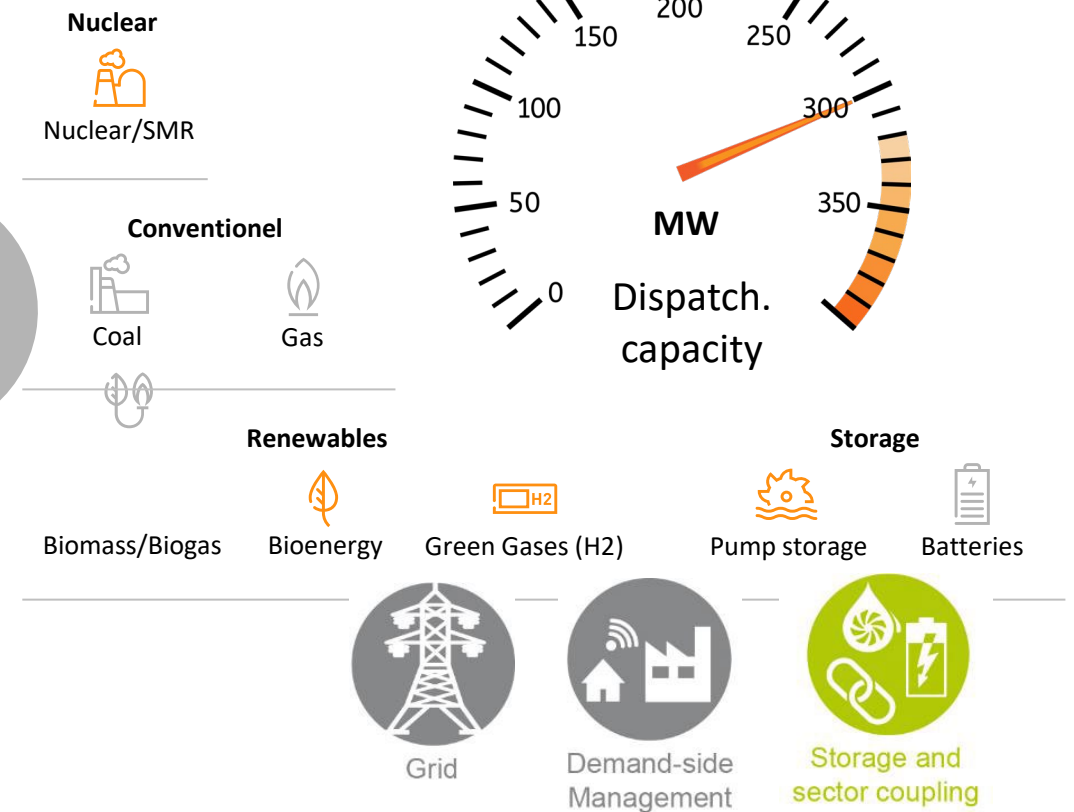 Nuclear
Nuclear/SMR
Conventionel
Coal
Gas
200
150
250
100
300
50
350
0
MW
Dispatch.
capacity
Renewables
Storage
H2
Biomass/Biogas
Bioenergy
Green Gases (H2)
Pump storage
Batteries
Grid
Demand-side
Management
Storage and
sector coupling